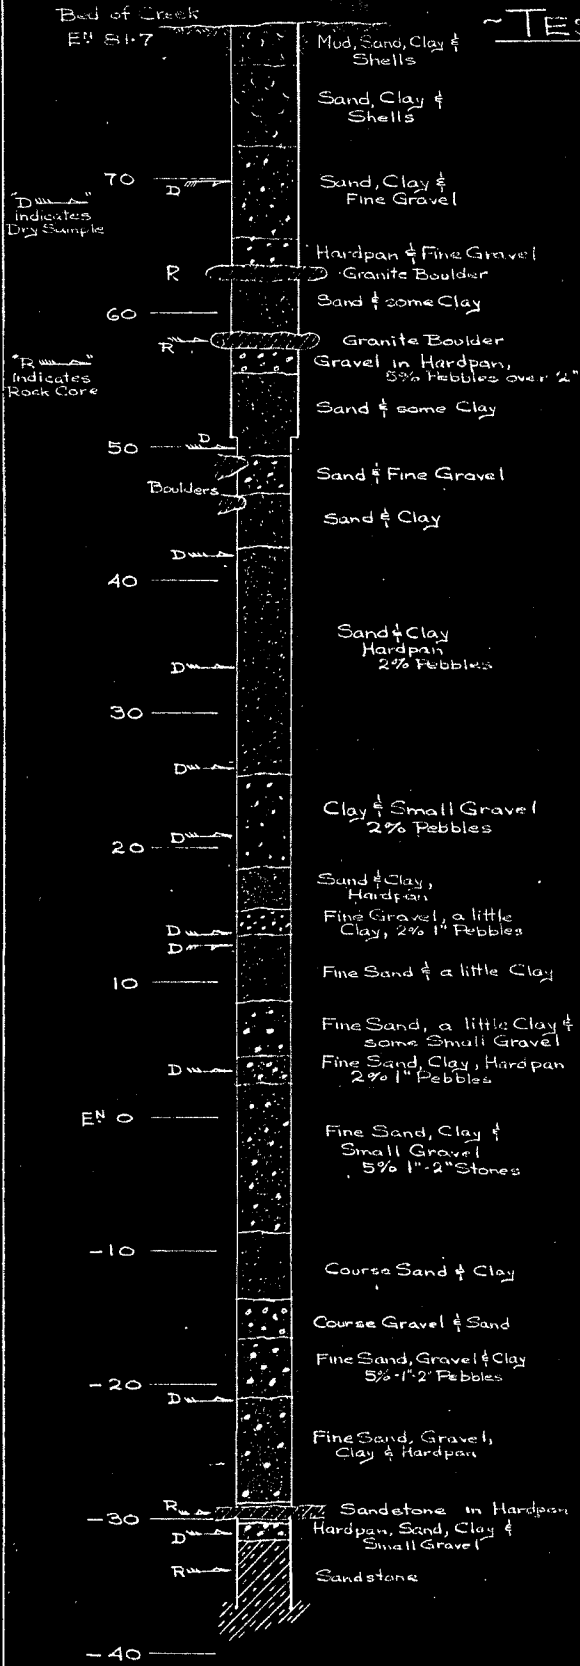 Bed of Creek
~TES
EN 81.7
Mud, Sand, Clay &
Shells
Sand, Clay &
Shells
70
D
Sand, Clay &
Fine Gravel
"D"
indicates
Dry Sample
Hardpan & Fine Gravel
R
Granite Boulder
Sand & some Clay
60
R
Granite Boulder
Gravel in Hardpan,
5% Pebbles over 2"
"R"
indicates
Rock Core
Sand & some Clay
D
50
Sand & Fine Gravel
Boulders
Sand & Clay
D
40
Sand & Clay
Hardpan
2% Pebbles
D
30
D
Clay & Small Gravel
2% Pebbles
D
20
Sand & Clay,
Hardpan
Fine Gravel, a little
Clay, 2% 1" Pebbles
D
D
Fine Sand & a little Clay
10
Fine Sand, a little Clay &
some Small Gravel
Fine Sand, Clay, Hardpan
2% 1" Pebbles
D
EN 0
Fine Sand, Clay &
Small Gravel
5% 1"-2" Stones
-10
Course Sand & Clay
Course Gravel & Sand
Fine Sand, Gravel & Clay
5%-1"-2" Pebbles
-20
D
Fine Sand, Gravel,
Clay & Hardpan
R
Sandstone in Hardpan
-30
Hardpan, Sand, Clay &
Small Gravel
D
R
Sandstone
-40